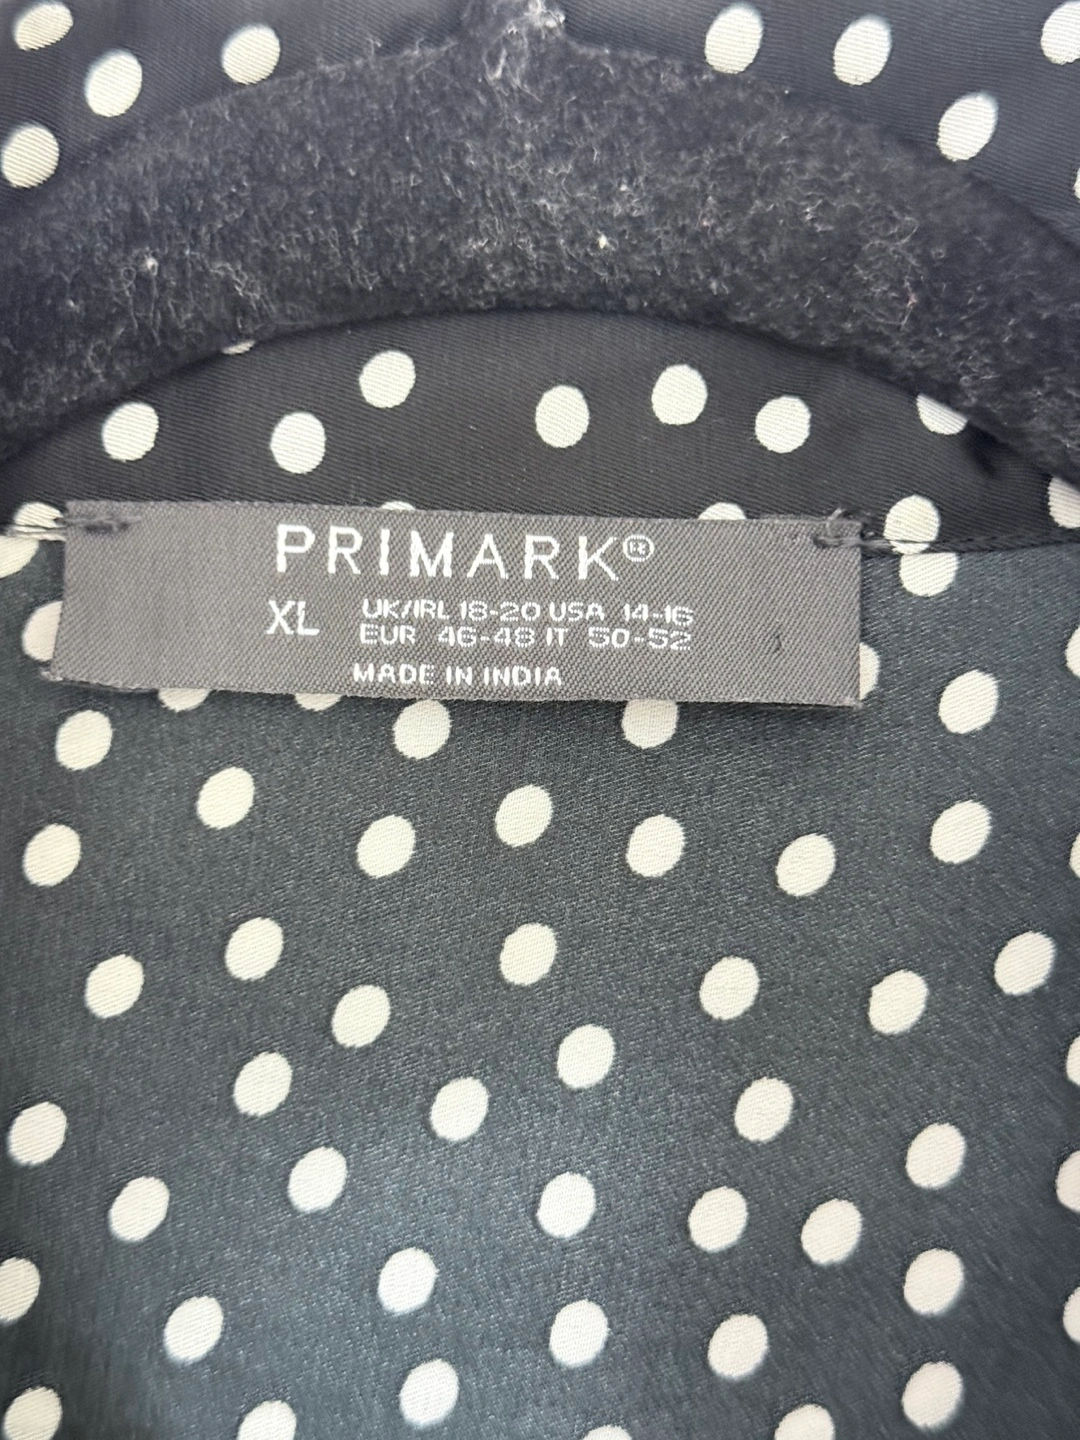 PRIMARK®
XL UK/IRL 18-20 USA 14-16
EUR 46-48 IT 50-52
MADE IN INDIA